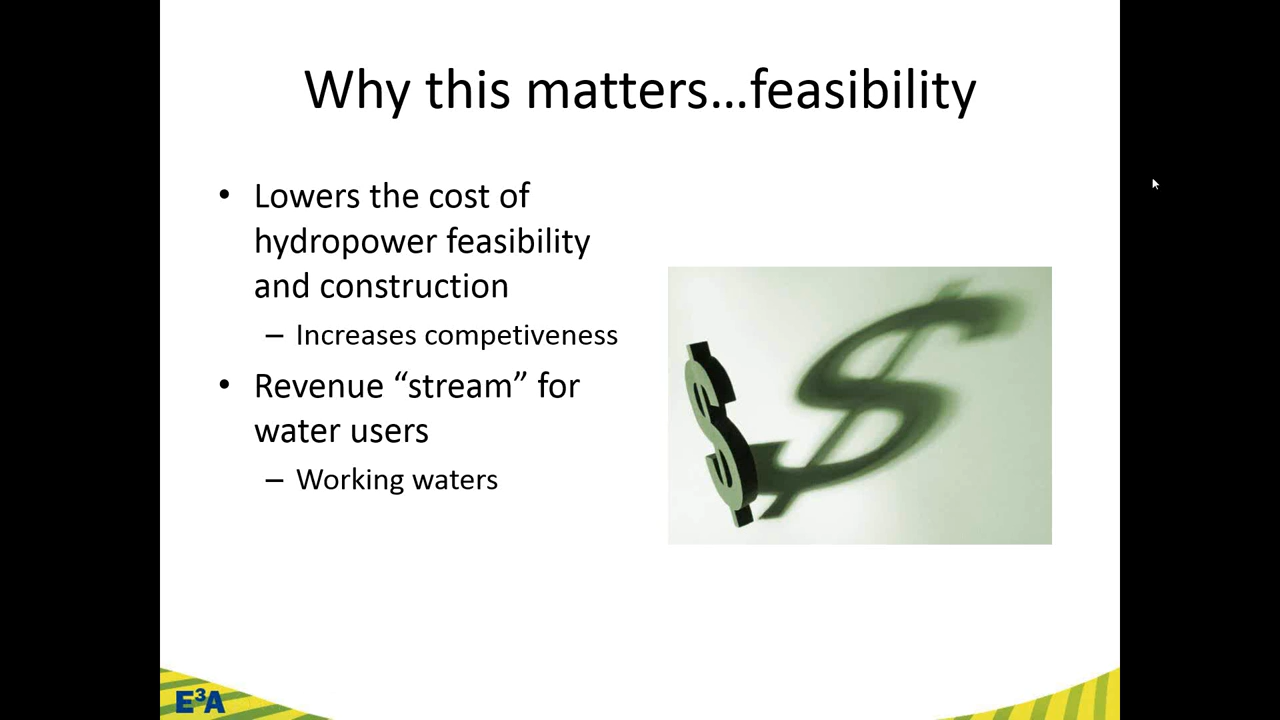 Why this matters…feasibility
• Lowers the cost of
hydropower feasibility
and construction
– Increases competiveness
• Revenue “stream” for
water users
– Working waters
E³A